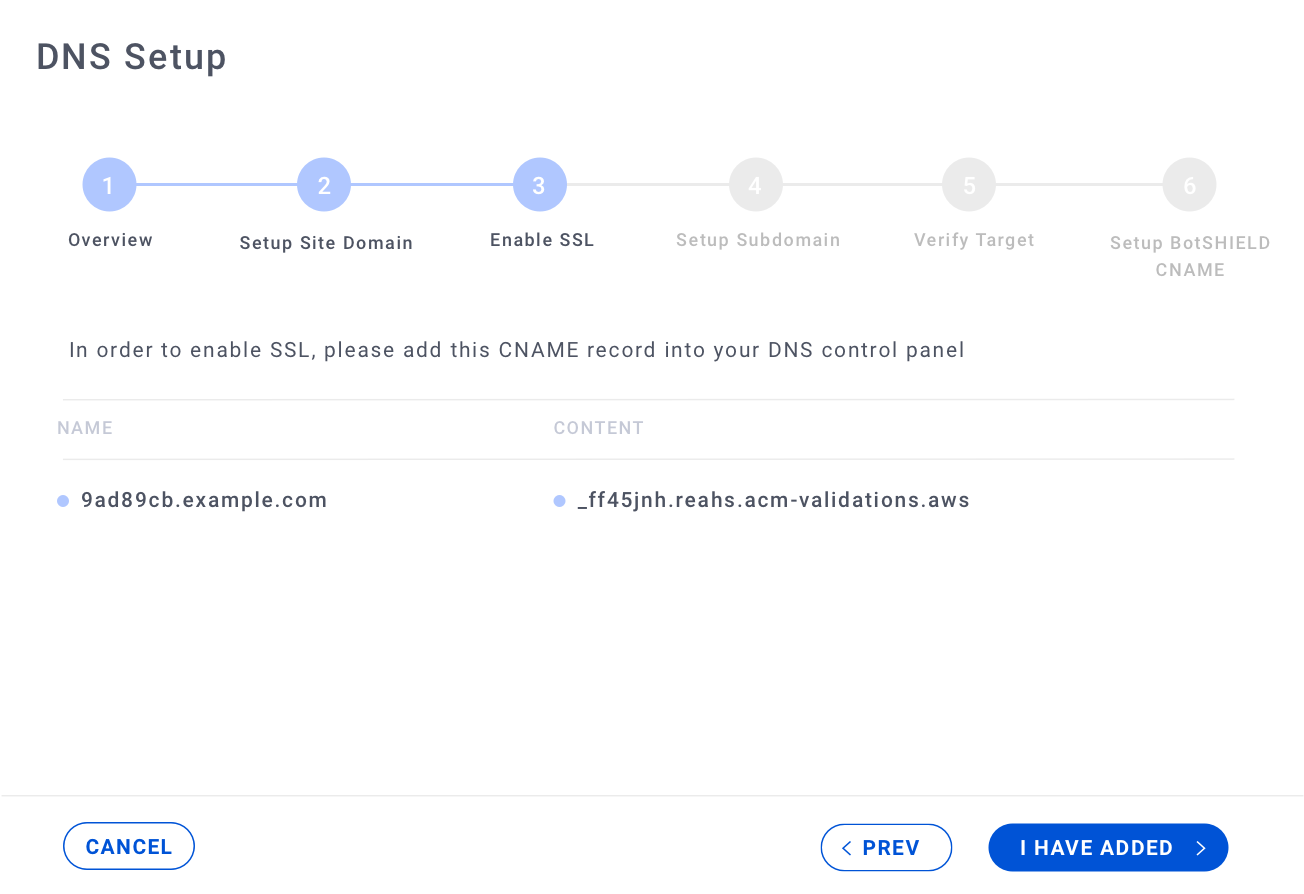 DNS Setup
1 2 3 4 5 6
Overview Setup Site Domain Enable SSL Setup Subdomain Verify Target Setup BotSHIELD
CNAME
In order to enable SSL, please add this CNAME record into your DNS control panel
NAME CONTENT
9ad89cb.example.com _ff45jnh.reahs.acm-validations.aws
CANCEL < PREV I HAVE ADDED >